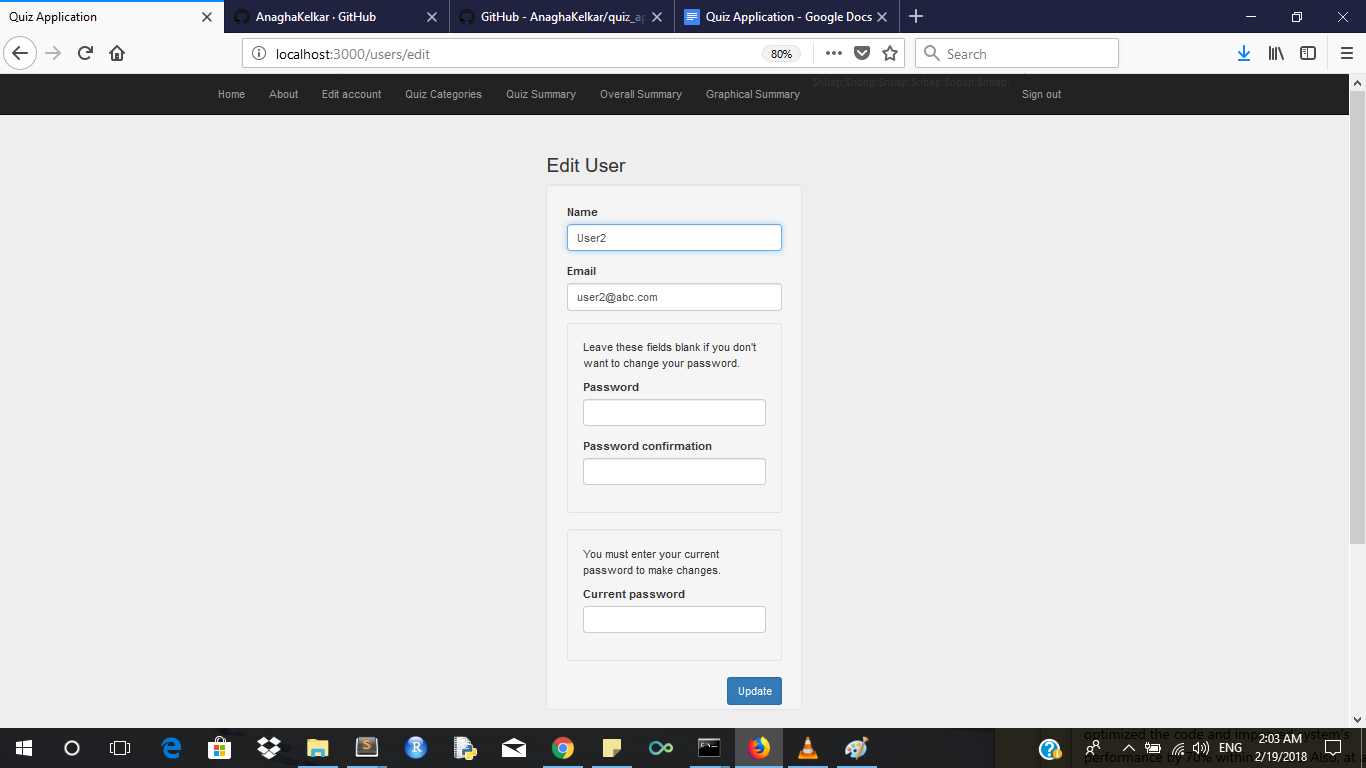 Quiz Application
AnaghaKelkar · GitHub
GitHub - AnaghaKelkar/quiz_ap
Quiz Application - Google Docs
localhost:3000/users/edit
80%
Search
Home
About
Edit account
Quiz Categories
Quiz Summary
Overall Summary
Graphical Summary
$nbsp;$nbsp;$nbsp;$nbsp;$nbsp;$nbsp;
Sign out
Edit User
Name
User2
Email
user2@abc.com
Leave these fields blank if you don't
want to change your password.
Password
Password confirmation
You must enter your current
password to make changes.
Current password
Update
optimized the code and system's
performance by 70% within Also, at
ENG
2:03 AM
2/19/2018